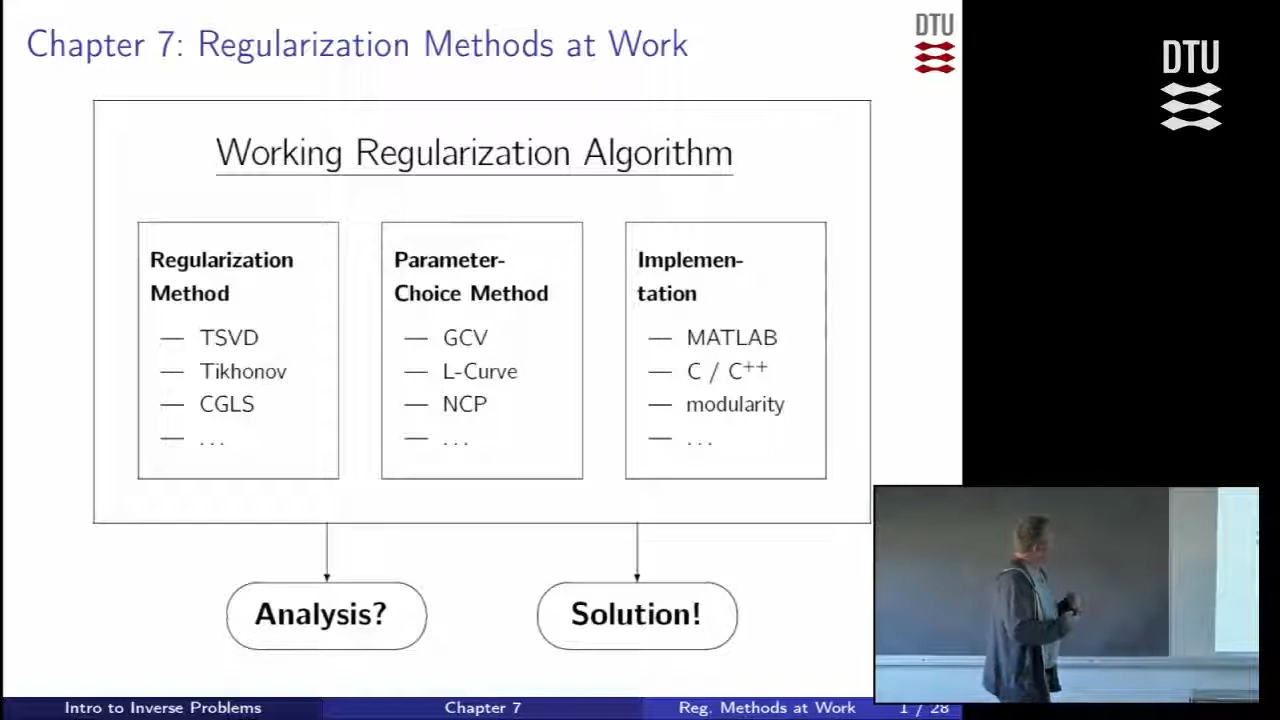 Chapter 7: Regularization Methods at Work
DTU
DTU
Working Regularization Algorithm
Regularization
Method
— TSVD
— Tikhonov
— CGLS
— ...
Parameter-
Choice Method
— GCV
— L-Curve
— NCP
— ...
Implemen-
tation
— MATLAB
— C / C++
— modularity
— ...
Analysis?
Solution!
Intro to Inverse Problems
Chapter 7
Reg. Methods at Work
1 / 28